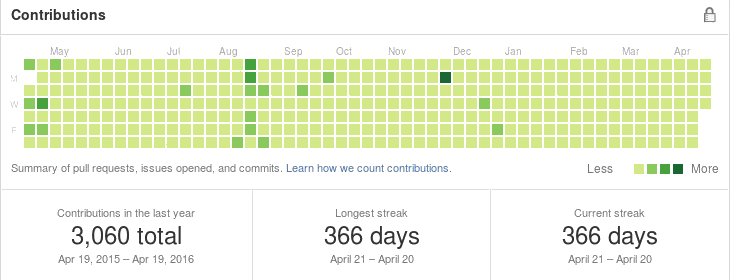 Contributions
May Jun Jul Aug Sep Oct Nov Dec Jan Feb Mar Apr
M
W
F
Summary of pull requests, issues opened, and commits. Learn how we count contributions. Less More
Contributions in the last year Longest streak Current streak
3,060 total 366 days 366 days
Apr 19, 2015 – Apr 19, 2016 April 21 – April 20 April 21 – April 20